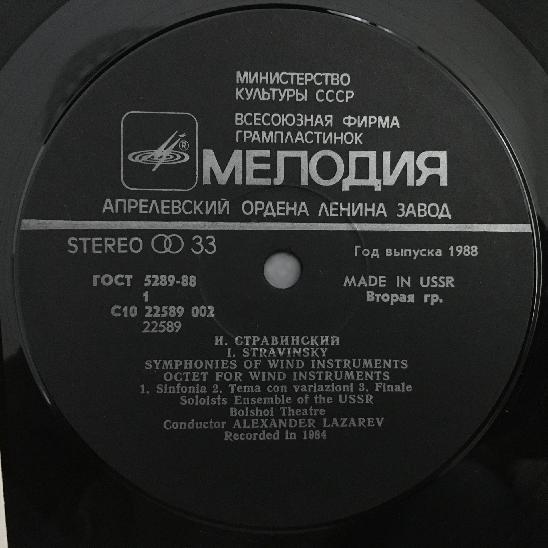 МИНИСТЕРСТВО
КУЛЬТУРЫ СССР
ВСЕСОЮЗНАЯ ФИРМА
ГРАМПЛАСТИНОК
МЕЛОДИЯ
АПРЕЛЕВСКИЙ ОРДЕНА ЛЕНИНА ЗАВОД
STEREO 33
Год выпуска 1988
ГОСТ 5289-88
MADE IN USSR
1
Вторая гр.
С10 22589 002
22589
И. СТРАВИНСКИЙ
I. STRAVINSKY
SYMPHONIES OF WIND INSTRUMENTS
OCTET FOR WIND INSTRUMENTS
1. Sinfonia 2. Tema con variazioni 3. Finale
Soloists Ensemble of the USSR
Bolshoi Theatre
Conductor ALEXANDER LAZAREV
Recorded in 1984